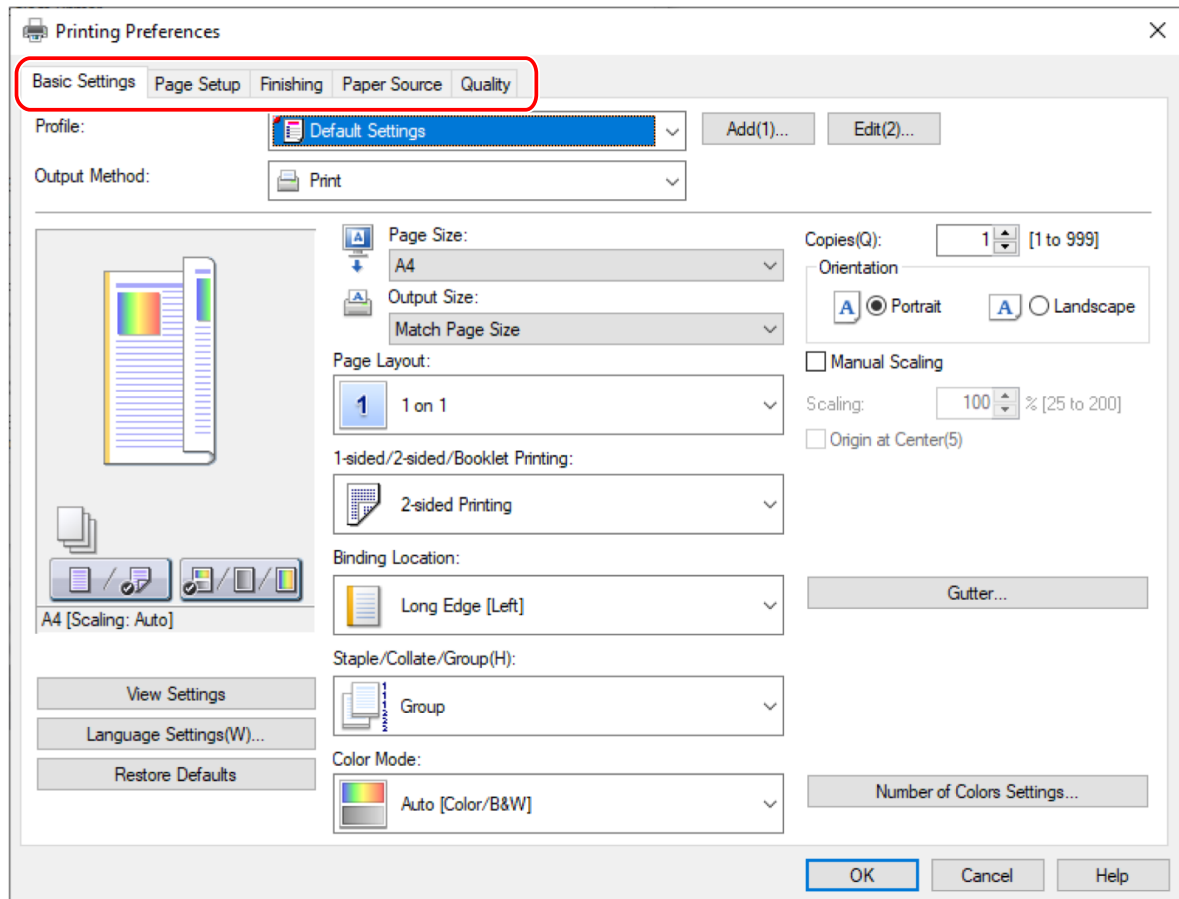 Printing Preferences
Basic Settings Page Setup Finishing Paper Source Quality
Profile: Default Settings Add(1)... Edit(2)...
Output Method: Print
Page Size:
A4
Output Size:
Match Page Size
Page Layout:
1 1 on 1
1-sided/2-sided/Booklet Printing:
2-sided Printing
Binding Location:
Long Edge [Left]
Staple/Collate/Group(H):
Group
Color Mode:
Auto [Color/B&W]
Copies(Q): 1 [1 to 999]
Orientation
A Portrait A Landscape
Manual Scaling
Scaling: 100 % [25 to 200]
Origin at Center(5)
Gutter...
Number of Colors Settings...
A4 [Scaling: Auto]
View Settings
Language Settings(W)...
Restore Defaults
OK Cancel Help